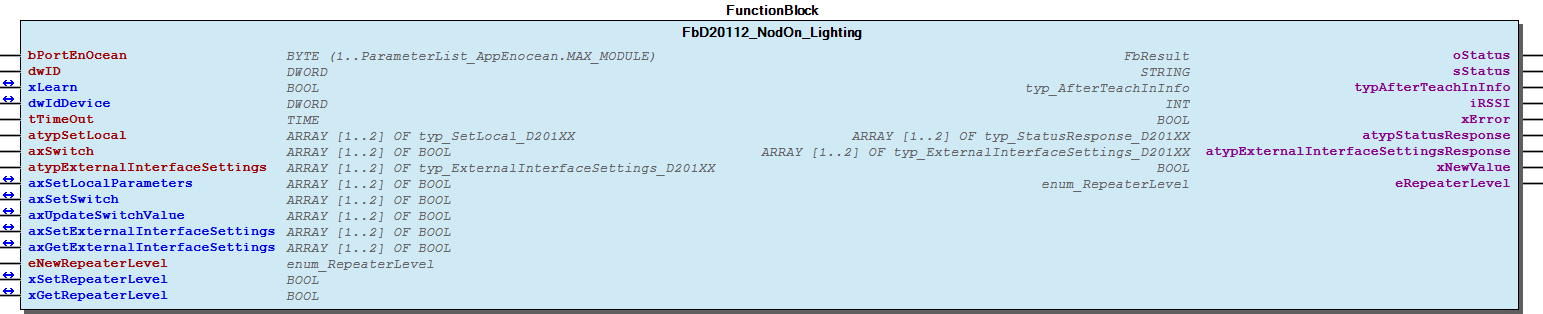 FunctionBlock
FbD20112_NodOn_Lighting
bPortEnOcean BYTE (1..ParameterList_AppEnocean.MAX_MODULE) FbResult oStatus
dwID DWORD STRING sStatus
xLearn BOOL typ_AfterTeachInInfo typAfterTeachInInfo
dwIdDevice DWORD INT iRSSI
tTimeOut TIME BOOL xError
atypSetLocal ARRAY [1..2] OF typ_SetLocal_D201XX ARRAY [1..2] OF typ_StatusResponse_D201XX atypStatusResponse
axSwitch ARRAY [1..2] OF BOOL ARRAY [1..2] OF typ_ExternalInterfaceSettings_D201XX atypExternalInterfaceSettingsResponse
atypExternalInterfaceSettings ARRAY [1..2] OF typ_ExternalInterfaceSettings_D201XX BOOL xNewValue
axSetLocalParameters ARRAY [1..2] OF BOOL enum_RepeaterLevel eRepeaterLevel
axSetSwitch ARRAY [1..2] OF BOOL
axUpdateSwitchValue ARRAY [1..2] OF BOOL
axSetExternalInterfaceSettings ARRAY [1..2] OF BOOL
axGetExternalInterfaceSettings ARRAY [1..2] OF BOOL
eNewRepeaterLevel enum_RepeaterLevel
xSetRepeaterLevel BOOL
xGetRepeaterLevel BOOL